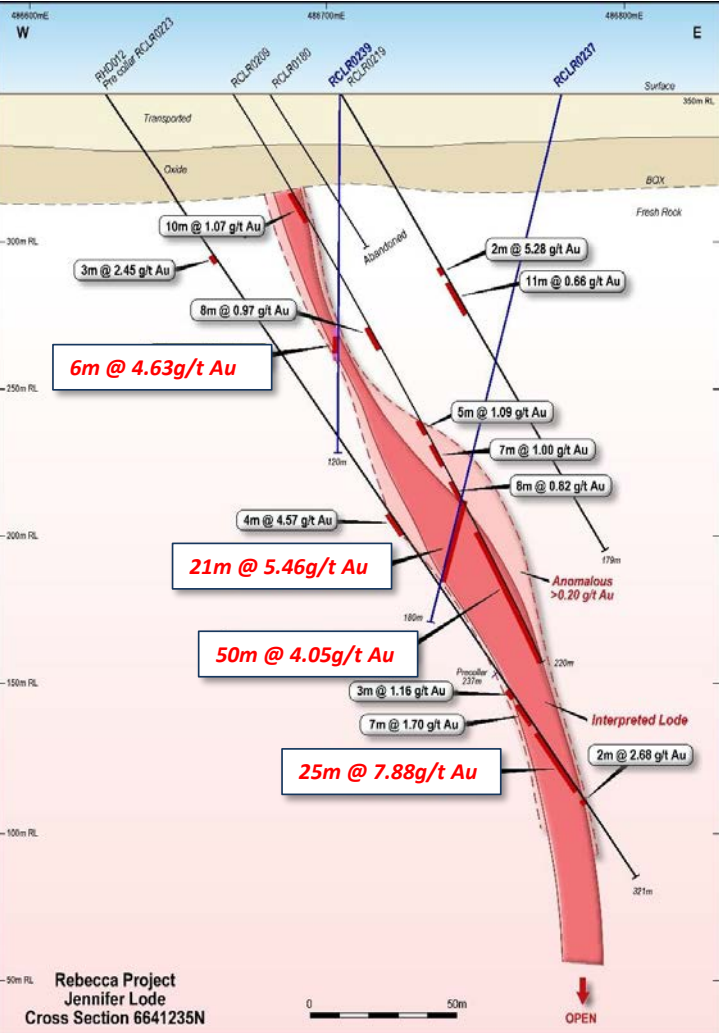 486600mE
486700mE
486800mE
W
E
RHD012
Pre collar RCLR0223
RCLR0209
RCLR0180
RCLR0239
RCLR0219
RCLR0237
Surface
350m RL
Transported
Oxide
BOX
Fresh Rock
10m @ 1.07 g/t Au
Abandoned
300m RL
2m @ 5.28 g/t Au
3m @ 2.45 g/t Au
11m @ 0.66 g/t Au
8m @ 0.97 g/t Au
6m @ 4.63g/t Au
250m RL
5m @ 1.09 g/t Au
7m @ 1.00 g/t Au
120m
8m @ 0.82 g/t Au
4m @ 4.57 g/t Au
200m RL
179m
21m @ 5.46g/t Au
Anomalous
>0.20 g/t Au
180m
50m @ 4.05g/t Au
220m
Precollar
237m
150m RL
3m @ 1.16 g/t Au
7m @ 1.70 g/t Au
Interpreted Lode
2m @ 2.68 g/t Au
25m @ 7.88g/t Au
100m RL
321m
50m RL
Rebecca Project
Jennifer Lode
Cross Section 6641235N
0
50m
OPEN